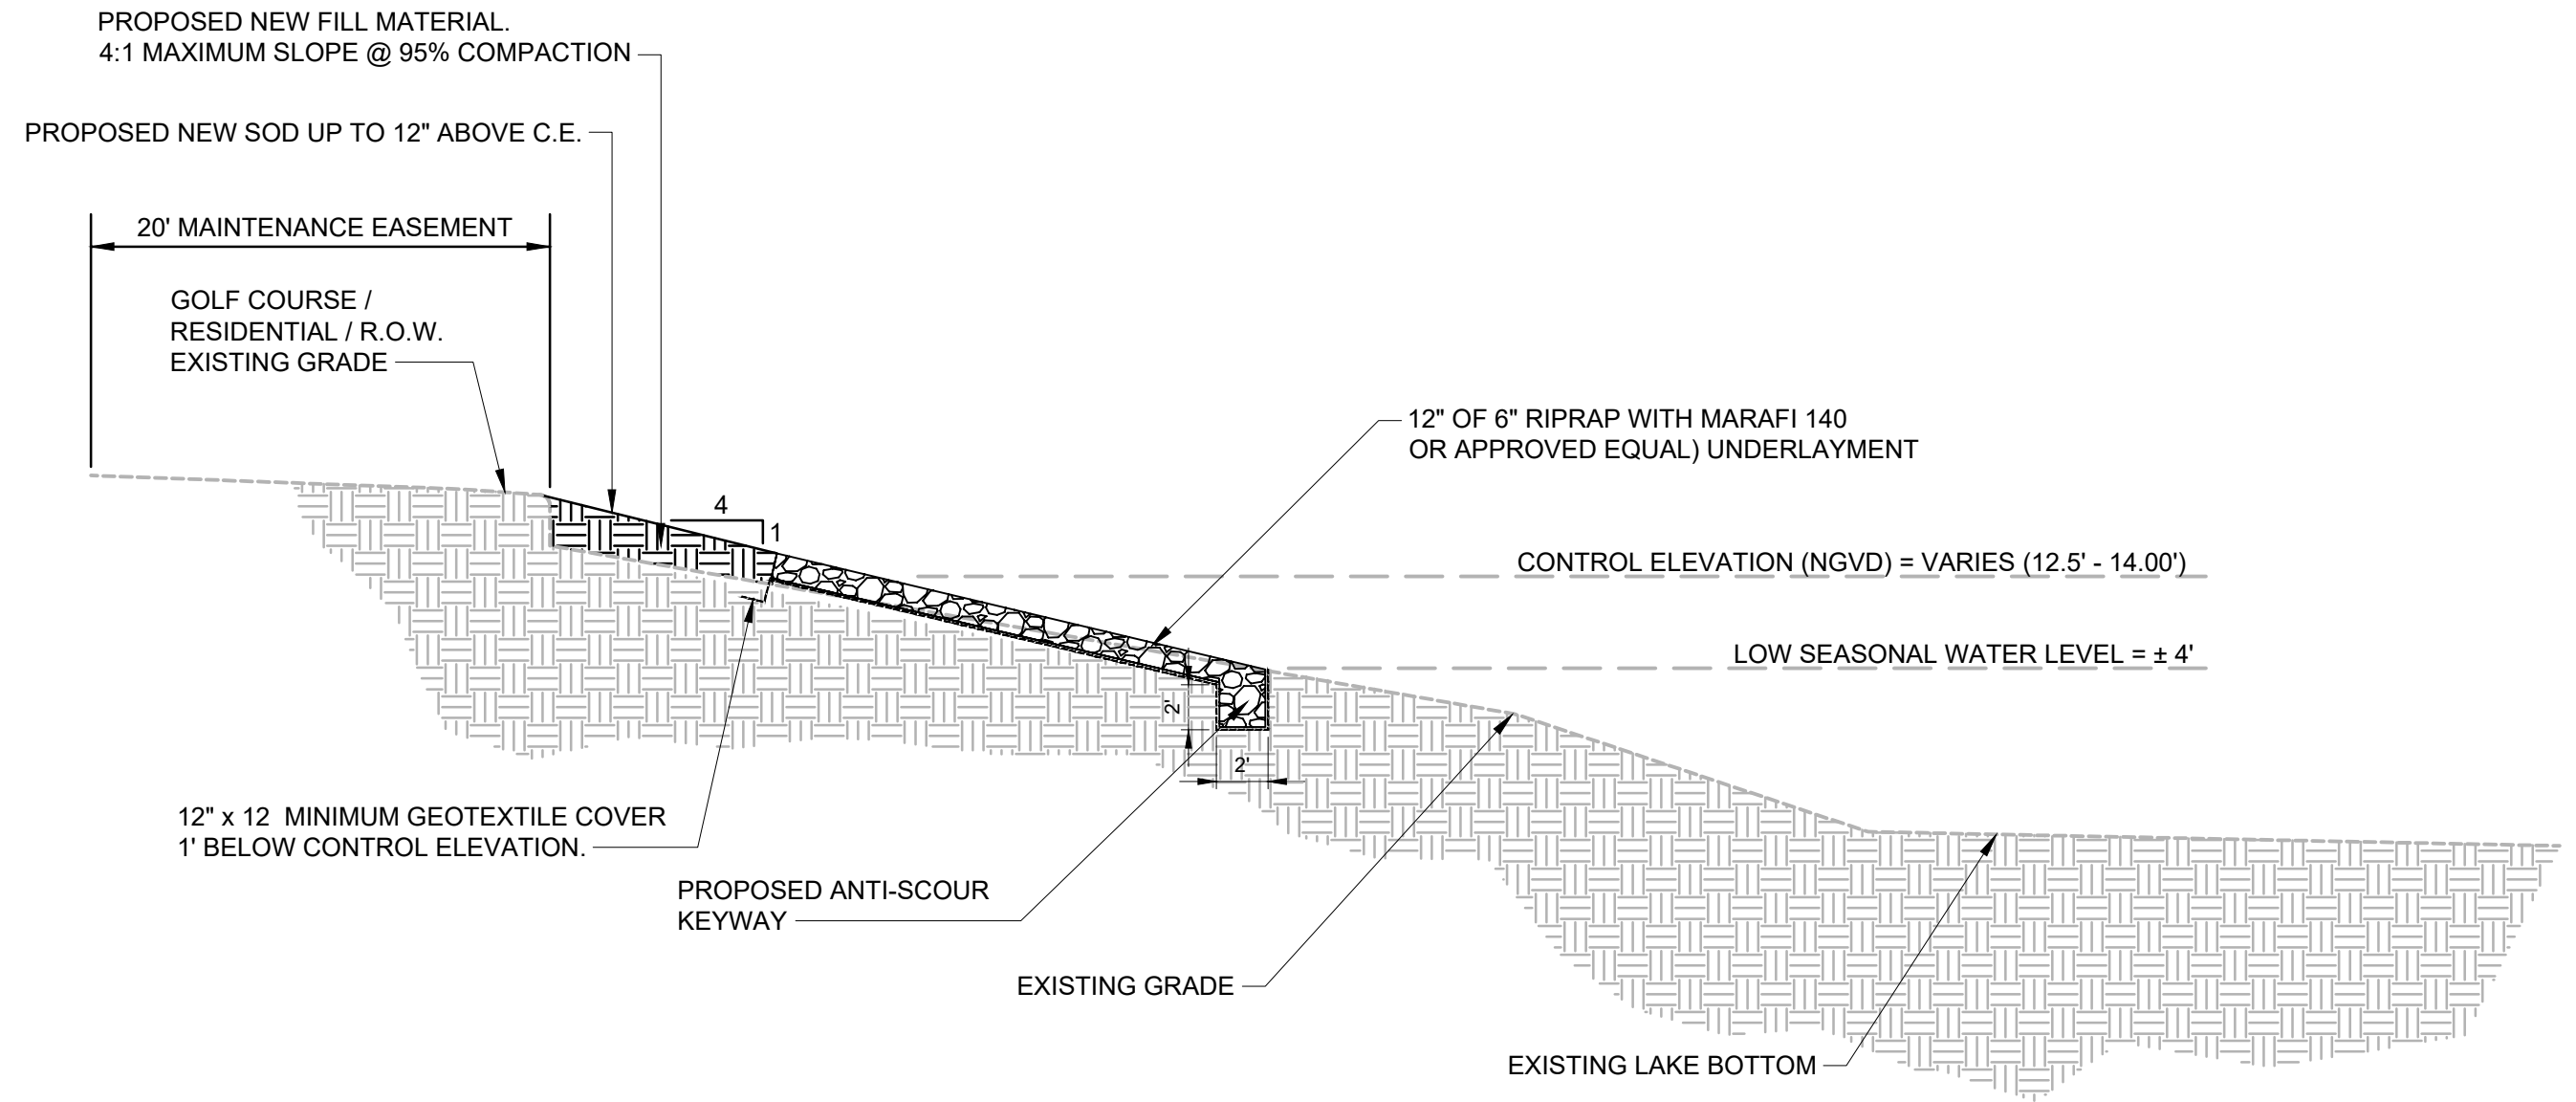 PROPOSED NEW FILL MATERIAL.
4:1 MAXIMUM SLOPE @ 95% COMPACTION
PROPOSED NEW SOD UP TO 12" ABOVE C.E.
20' MAINTENANCE EASEMENT
GOLF COURSE /
RESIDENTIAL / R.O.W.
EXISTING GRADE
12" OF 6" RIPRAP WITH MARAFI 140
OR APPROVED EQUAL) UNDERLAYMENT
4
1
CONTROL ELEVATION (NGVD) = VARIES (12.5' - 14.00')
LOW SEASONAL WATER LEVEL = ± 4'
2'
2'
12" x 12  MINIMUM GEOTEXTILE COVER
1' BELOW CONTROL ELEVATION.
PROPOSED ANTI-SCOUR
KEYWAY
EXISTING GRADE
EXISTING LAKE BOTTOM